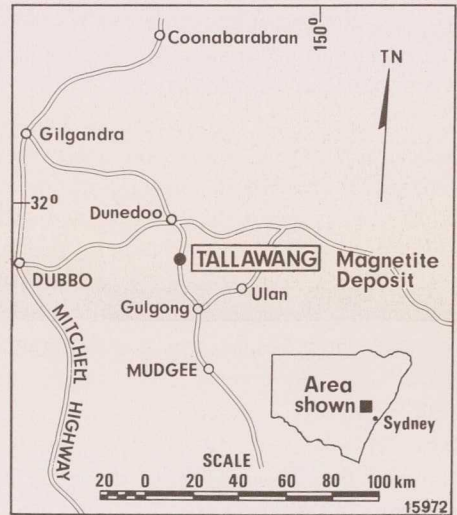 150°
Coonabarabran
TN
Gilgandra
32°
Dunedoo
TALLAWANG Magnetite
Deposit
DUBBO
Ulan
Gulgong
MITCHELL HIGHWAY
MUDGEE
Area
shown
Sydney
SCALE
20 0 20 40 60 80 100 km
15972